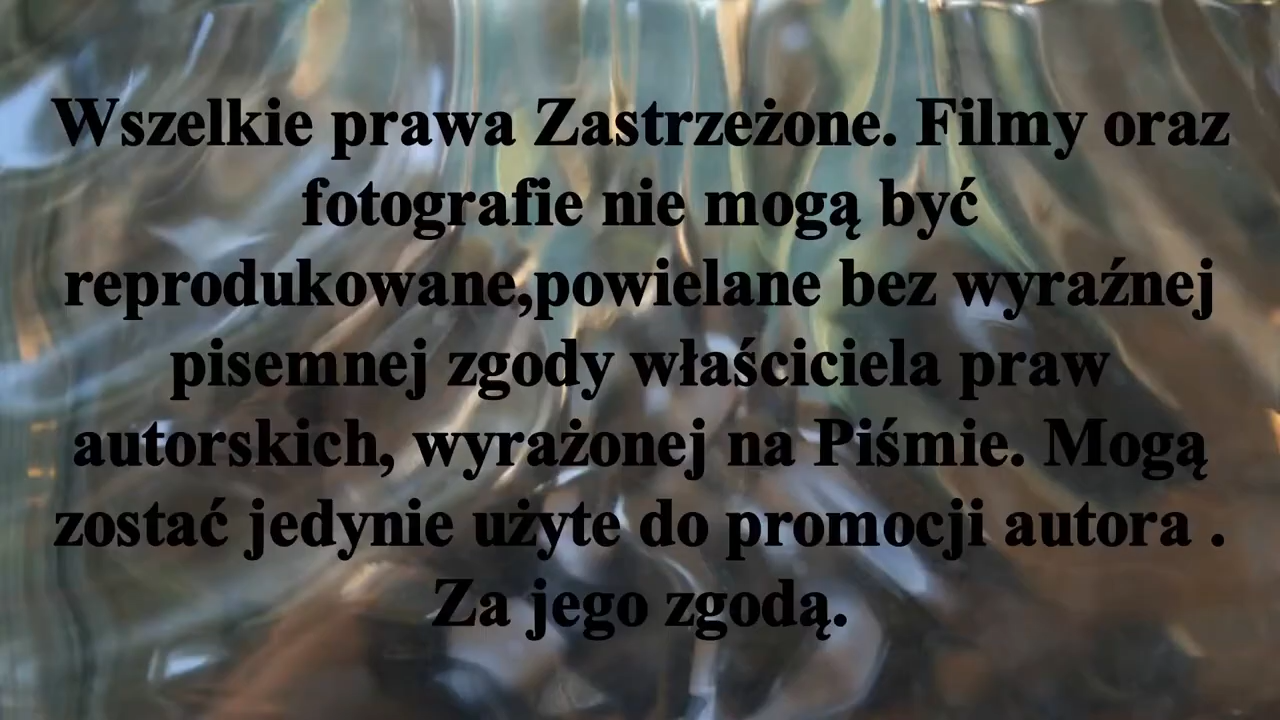 Wszelkie prawa Zastrzeżone. Filmy oraz
fotografie nie mogą być
reprodukowane,powielane bez wyraźnej
pisemnej zgody właściciela praw
autorskich, wyrażonej na Piśmie. Mogą
zostać jedynie użyte do promocji autora .
Za jego zgodą.